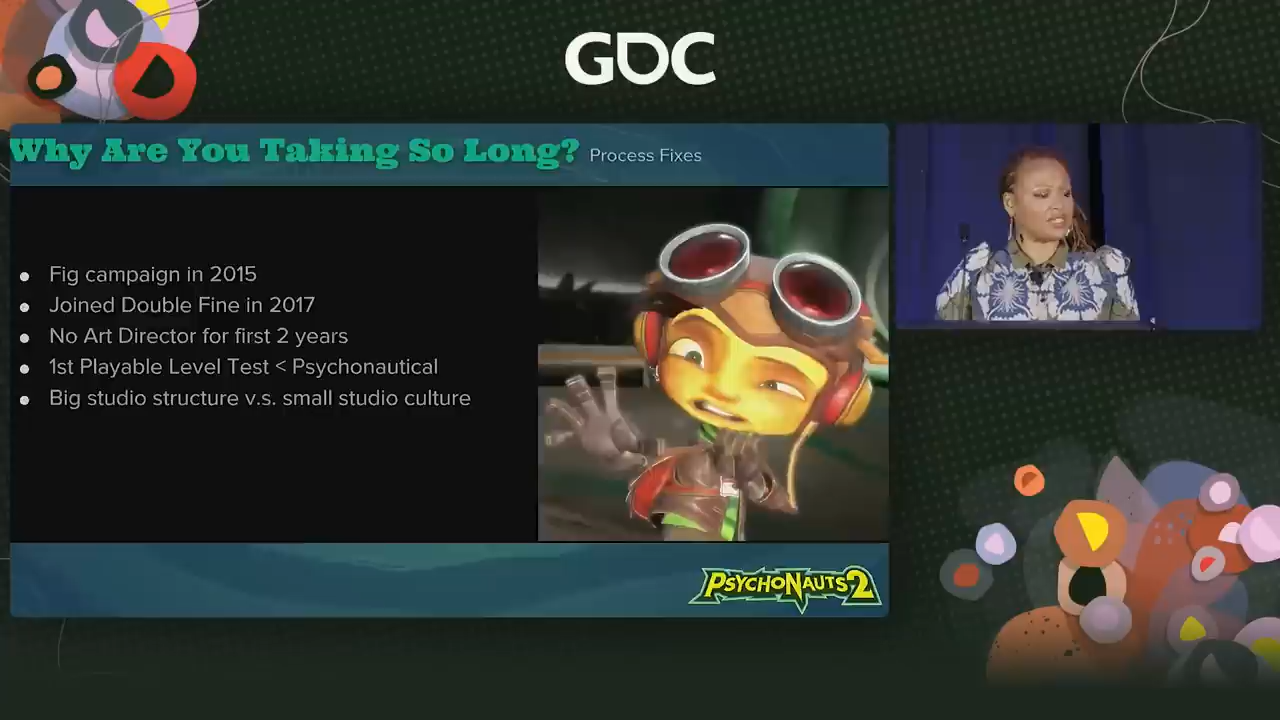 GDC
Why Are You Taking So Long? Process Fixes
Fig campaign in 2015
Joined Double Fine in 2017
No Art Director for first 2 years
1st Playable Level Test < Psychonautical
Big studio structure v.s. small studio culture
PSYCHONAUTS 2